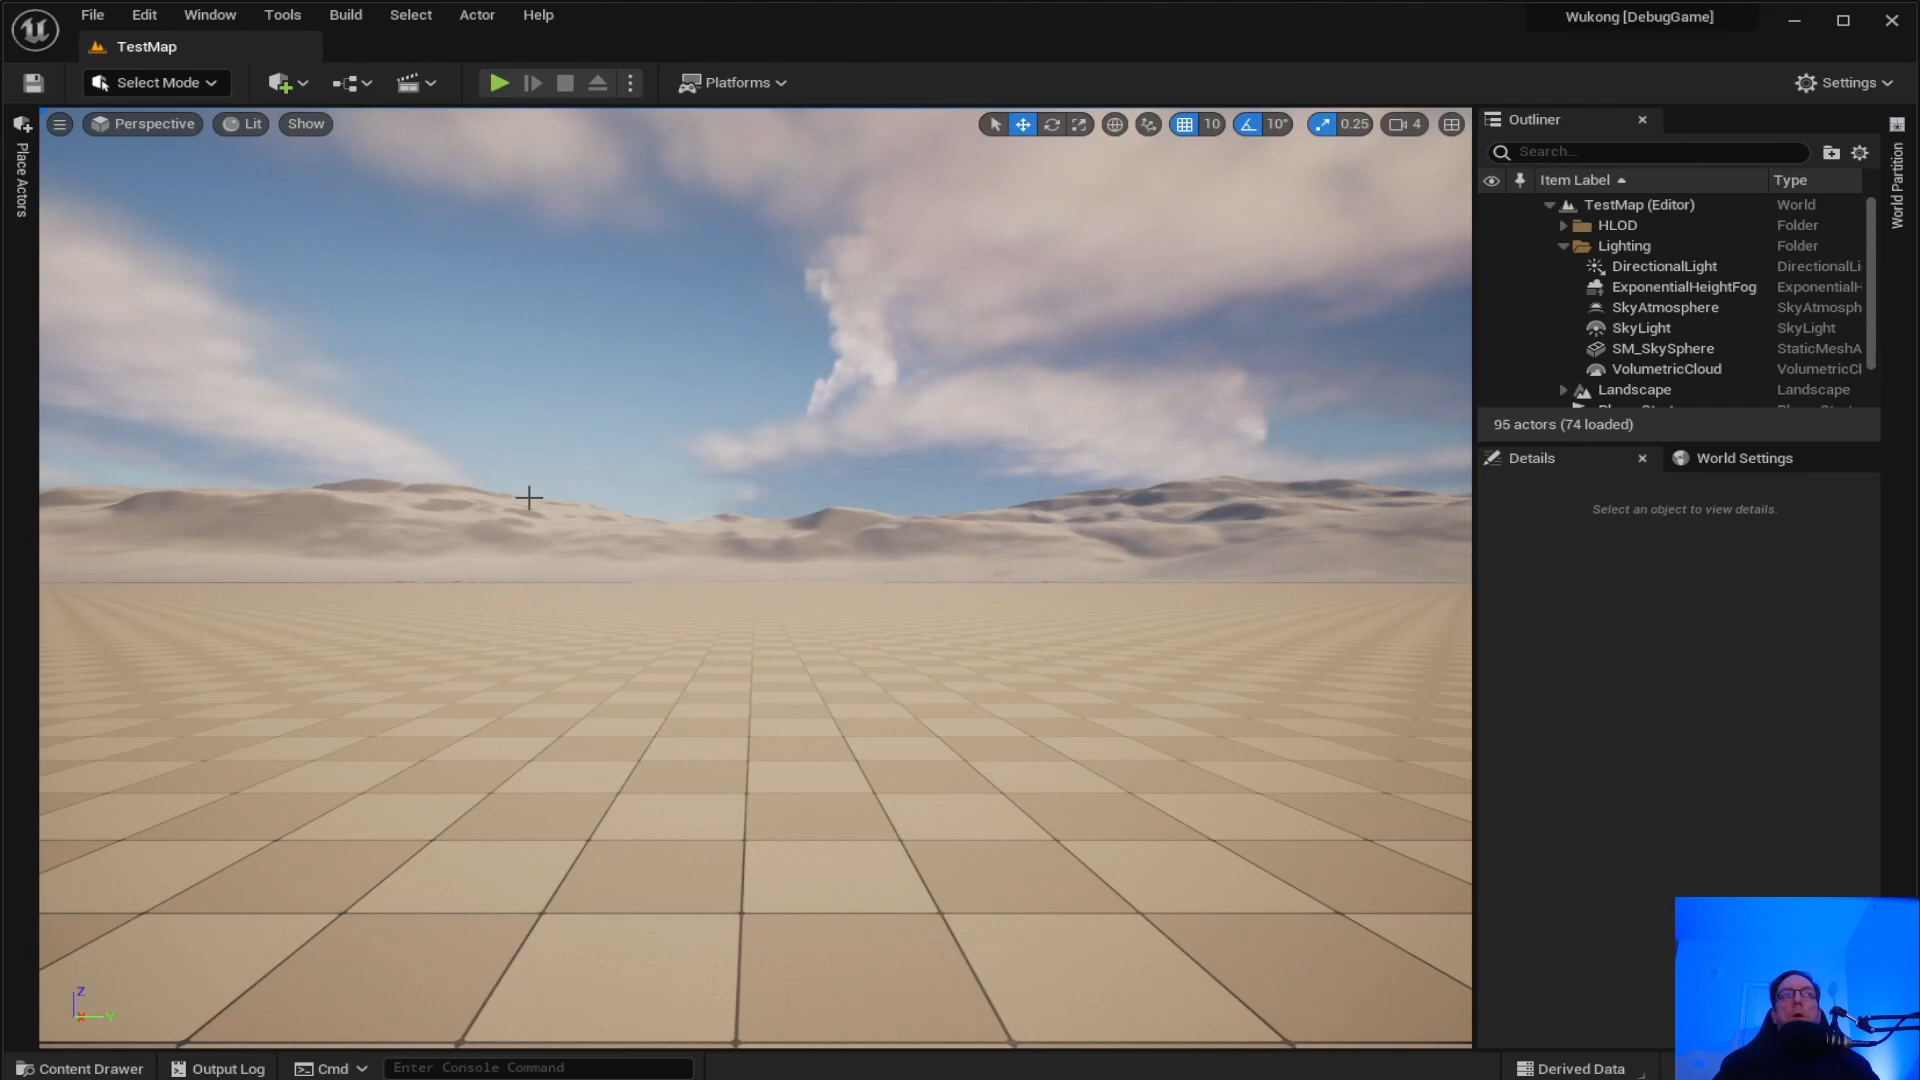 File Edit Window Tools Build Select Actor Help
Wukong [DebugGame]
TestMap
Select Mode
Platforms
Settings
Place Actors
Perspective
Lit
Show
10
10°
0.25
4
Outliner
Search...
Item Label
Type
TestMap (Editor) World
HLOD Folder
Lighting Folder
DirectionalLight DirectionalLi
ExponentialHeightFog ExponentialH
SkyAtmosphere SkyAtmosph
SkyLight SkyLight
SM_SkySphere StaticMeshA
VolumetricCloud VolumetricCl
Landscape Landscape
95 actors (74 loaded)
World Partition
Details
World Settings
Select an object to view details.
Z
X
Y
Content Drawer
Output Log
Cmd
Enter Console Command
Derived Data